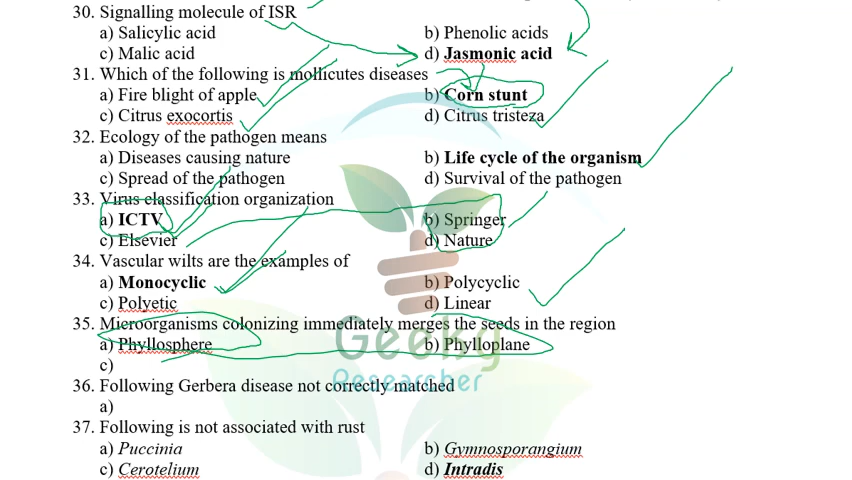 30. Signalling molecule of ISR
a) Salicylic acid b) Phenolic acids
c) Malic acid d) Jasmonic acid
31. Which of the following is mollicutes diseases
a) Fire blight of apple b) Corn stunt
c) Citrus exocortis d) Citrus tristeza
32. Ecology of the pathogen means
a) Diseases causing nature b) Life cycle of the organism
c) Spread of the pathogen d) Survival of the pathogen
33. Virus classification organization
a) ICTV b) Springer
c) Elsevier d) Nature
34. Vascular wilts are the examples of
a) Monocyclic b) Polycyclic
c) Polyetic d) Linear
35. Microorganisms colonizing immediately merges the seeds in the region
a) Phyllosphere b) Phylloplane
c)
36. Following Gerbera disease not correctly matched
a)
37. Following is not associated with rust
a) Puccinia b) Gymnosporangium
c) Cerotelium d) Intradis
Geeky
Researcher